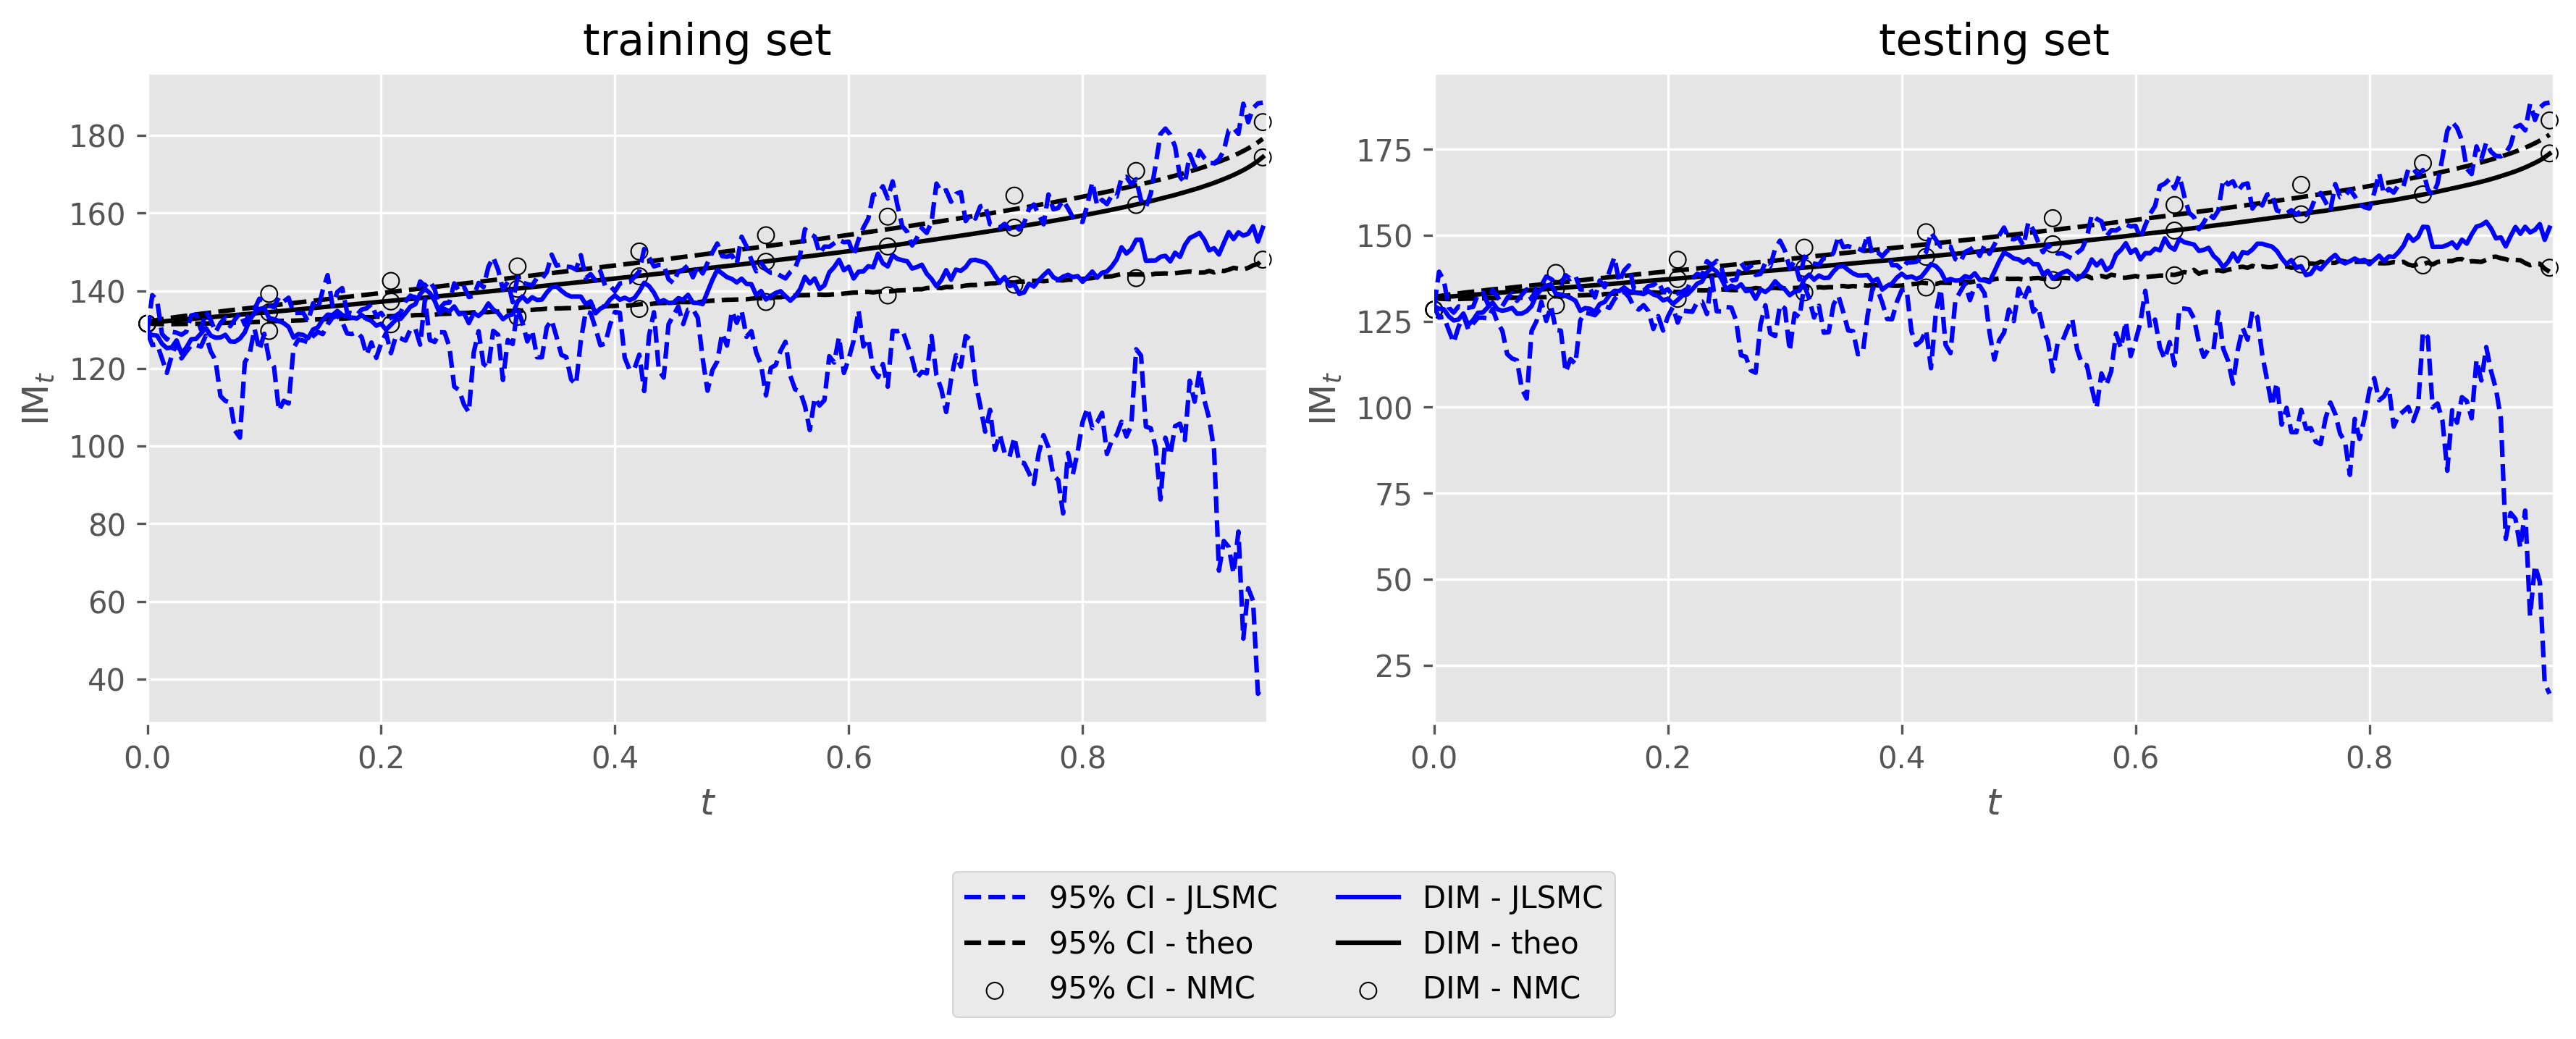 training set
testing set
180
160
140
120
100
80
60
40
IM_t
0.0 0.2 0.4 0.6 0.8
t
175
150
125
100
75
50
25
IM_t
0.0 0.2 0.4 0.6 0.8
t
95% CI - JLSMC
95% CI - theo
95% CI - NMC
DIM - JLSMC
DIM - theo
DIM - NMC